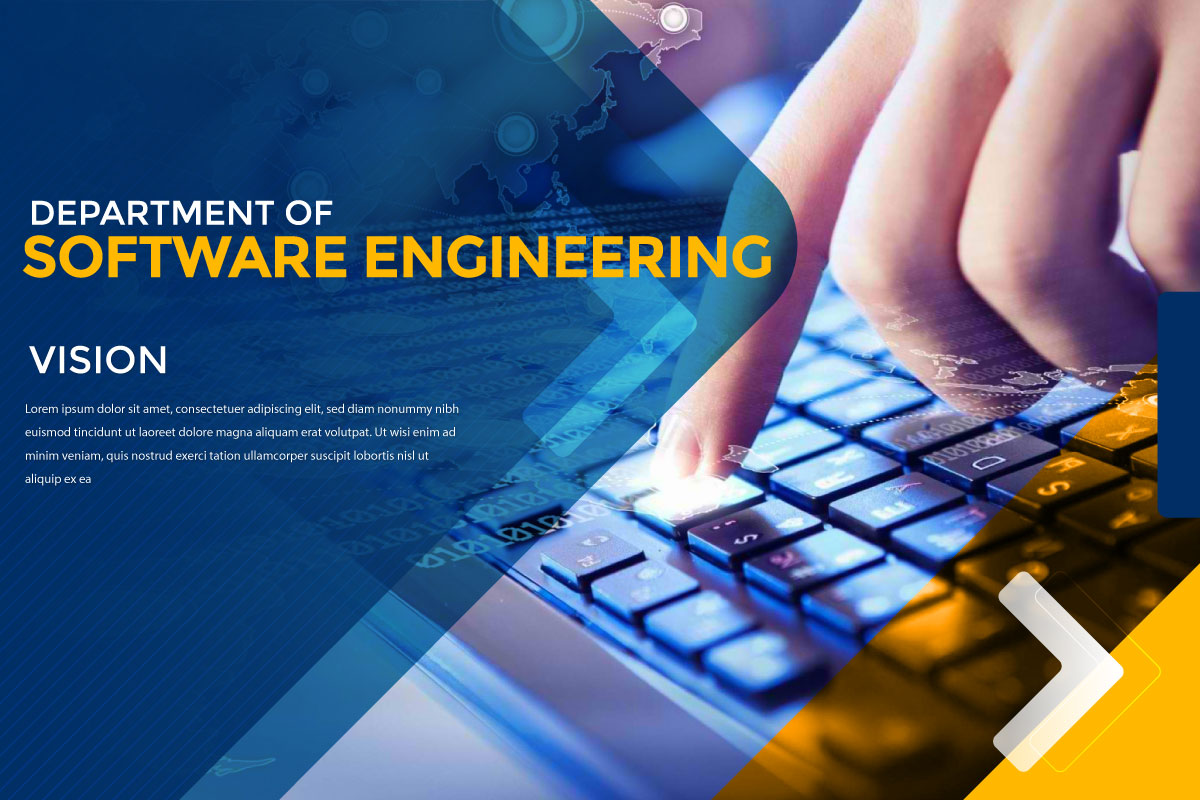 DEPARTMENT OF
SOFTWARE ENGINEERING
VISION
Lorem ipsum dolor sit amet, consectetuer adipiscing elit, sed diam nonummy nibh
euismod tincidunt ut laoreet dolore magna aliquam erat volutpat. Ut wisi enim ad
minim veniam, quis nostrud exerci tation ullamcorper suscipit lobortis nisl ut
aliquip ex ea